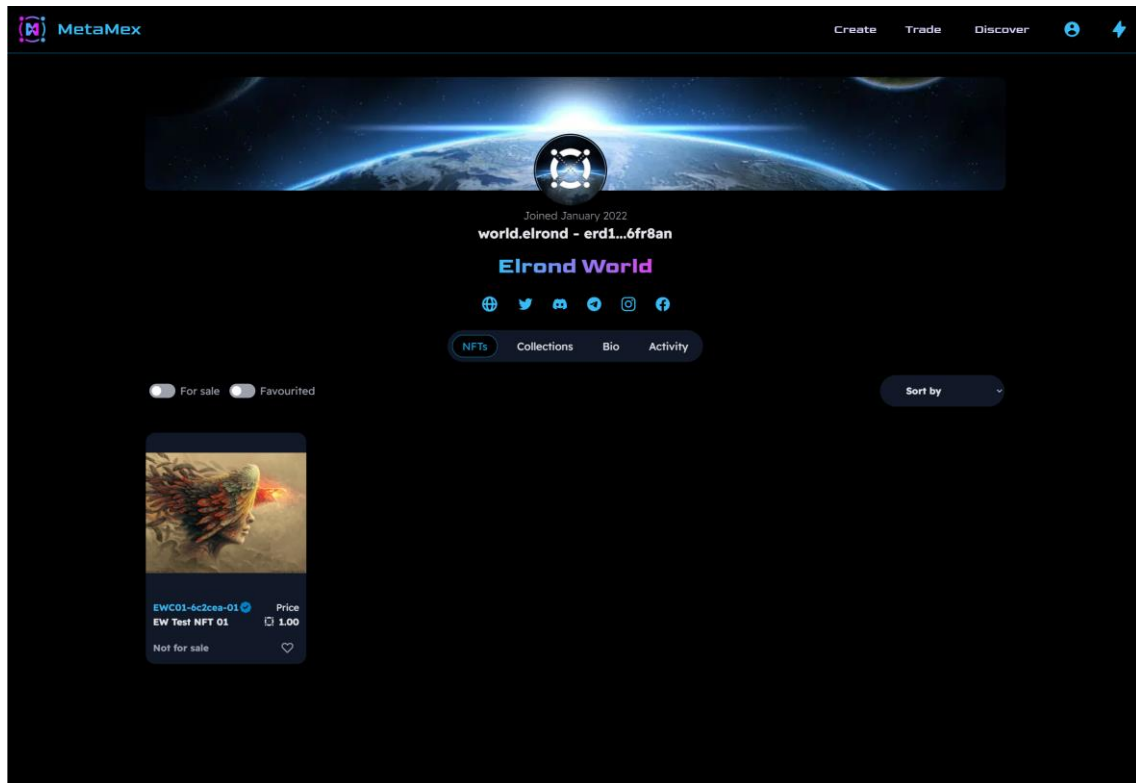 MetaMex
Create Trade Discover
Joined January 2022
world.elrond - erd1...6fr8an
Elrond World
NFTs Collections Bio Activity
For sale Favourited Sort by
EWC01-6c2cea-01 Price
EW Test NFT 01 1.00
Not for sale